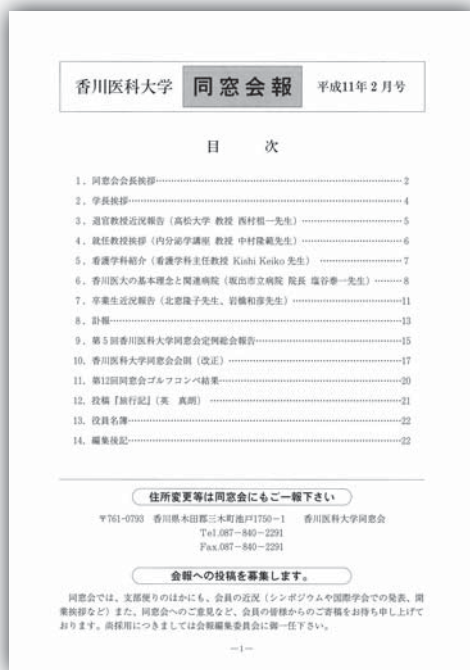 香川医科大学 同窓会報 平成11年2月号
目 次
1．同窓会会長挨拶……2
2．学長挨拶……4
3．退官教授近況報告（高松大学 教授 西村祖一先生）……5
4．就任教授挨拶（内分泌学講座 教授 中村隆範先生）……6
5．看護学科紹介（看護学科主任教授 Kishi Keiko 先生）……7
6．香川医大の基本理念と関連病院（坂出市立病院 院長 塩谷泰一先生）……8
7．卒業生近況報告（北窓隆子先生、岩橋和彦先生）……11
8．訃報……13
9．第5回香川医科大学同窓会定例総会報告……15
10．香川医科大学同窓会会則（改正）……17
11．第12回同窓会ゴルフコンペ結果……20
12．投稿『旅行記』（英 真朗）……21
13．役員名簿……22
14．編集後記……22
住所変更等は同窓会にもご一報下さい
〒761-0793 香川県木田郡三木町池戸1750−1 香川医科大学同窓会
Tel.087−840−2291
Fax.087−840−2291
会報への投稿を募集します。
同窓会では、支部便りのほかにも、会員の近況（シンポジウムや国際学会での発表、開
業挨拶など）また、同窓会へのご意見など、会員の皆様からのご寄稿をお待ち申し上げて
おります。尚採用につきましては会報編集委員会に御一任下さい。
—1—